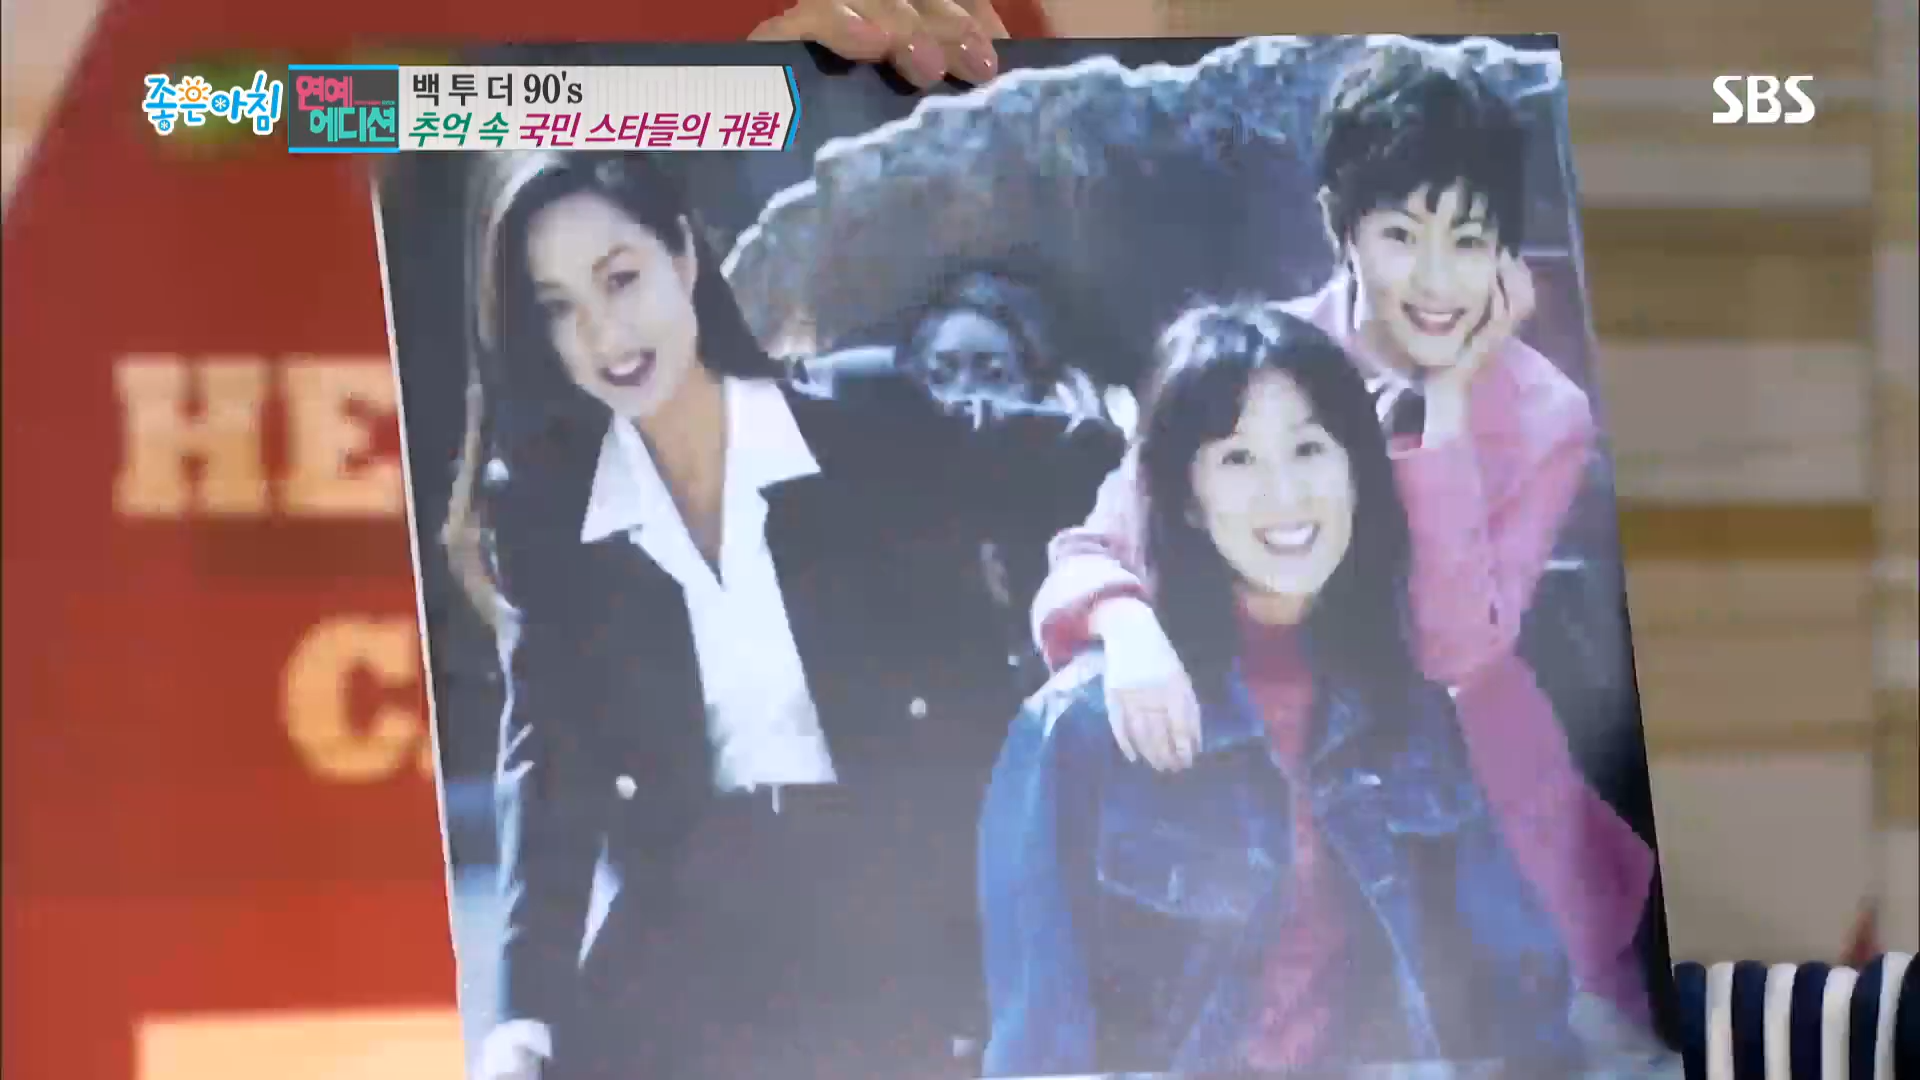 좋은아침
연예
에디션
백 투 더 90's
추억 속 국민 스타들의 귀환
SBS
HE
C